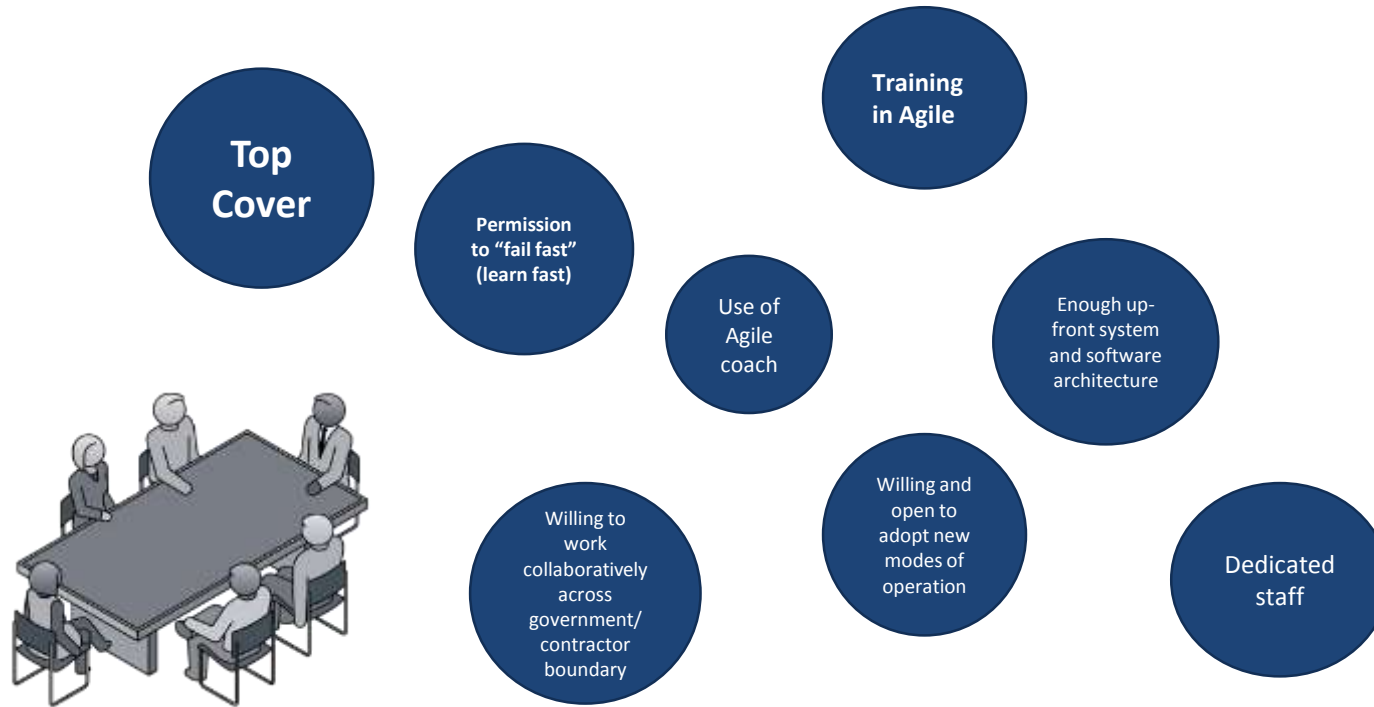 Top
Cover
Permission
to “fail fast”
(learn fast)
Training
in Agile
Use of
Agile
coach
Enough up-
front system
and software
architecture
Willing to
work
collaboratively
across
government/
contractor
boundary
Willing and
open to
adopt new
modes of
operation
Dedicated
staff